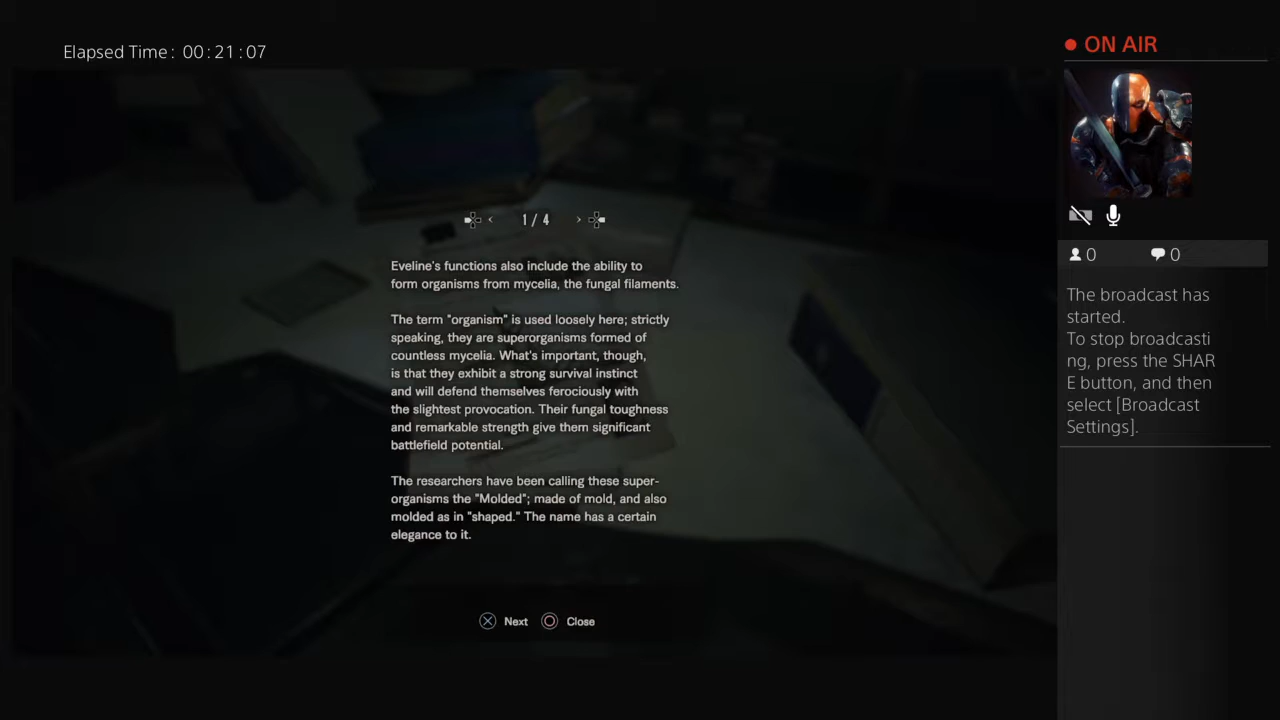 Elapsed Time: 00:21:07
ON AIR
1/4
Eveline's functions also include the ability to
form organisms from mycelia, the fungal filaments.
The term "organism" is used loosely here; strictly
speaking, they are superorganisms formed of
countless mycelia. What's important, though,
is that they exhibit a strong survival instinct
and will defend themselves ferociously with
the slightest provocation. Their fungal toughness
and remarkable strength give them significant
battlefield potential.
The researchers have been calling these super-
organisms the "Molded"; made of mold, and also
molded as in "shaped." The name has a certain
elegance to it.
Next Close
0 0
The broadcast has
started.
To stop broadcasti
ng, press the SHAR
E button, and then
select [Broadcast
Settings].